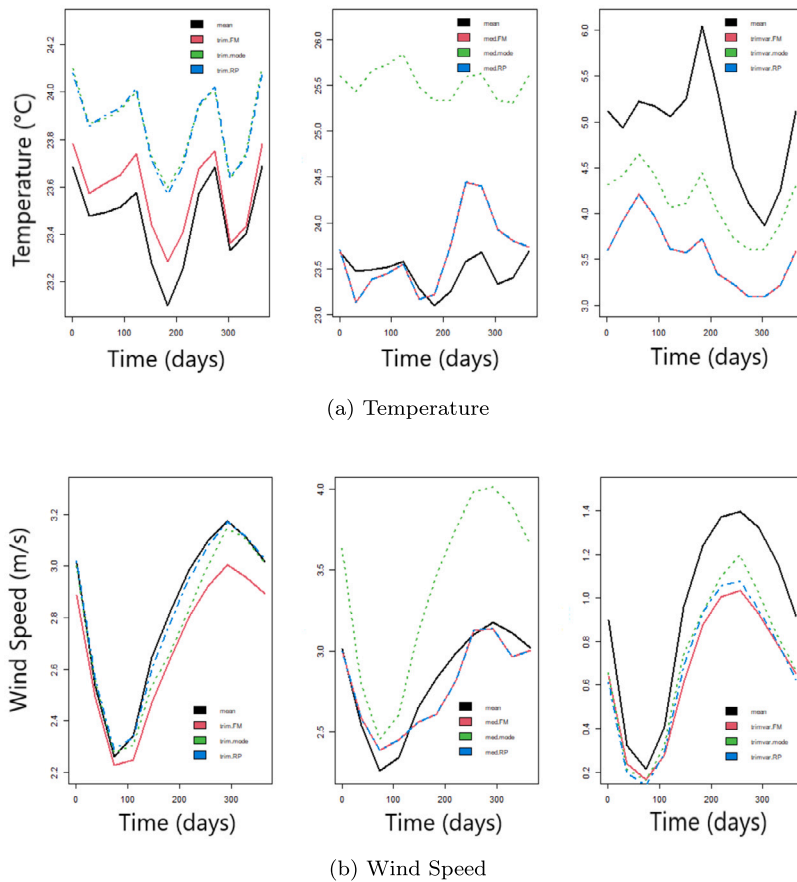 mean
trim.FM
trim.mode
trim.RP
24.2
24.0
23.8
23.6
23.4
23.2
0 100 200 300
Temperature (°C)
Time (days)
mean
med.FM
med.mode
med.RP
26.0
25.5
25.0
24.5
24.0
23.5
23.0
0 100 200 300
Time (days)
mean
trimvar.FM
trimvar.mode
trimvar.RP
6.0
5.5
5.0
4.5
4.0
3.5
3.0
0 100 200 300
Time (days)
(a) Temperature
3.2
3.0
2.8
2.6
2.4
2.2
mean
trim.FM
trim.mode
trim.RP
0 100 200 300
Wind Speed (m/s)
Time (days)
4.0
3.5
3.0
2.5
mean
med.FM
med.mode
med.RP
0 100 200 300
Time (days)
1.4
1.2
1.0
0.8
0.6
0.4
0.2
mean
trimvar.FM
trimvar.mode
trimvar.RP
0 100 200 300
Time (days)
(b) Wind Speed